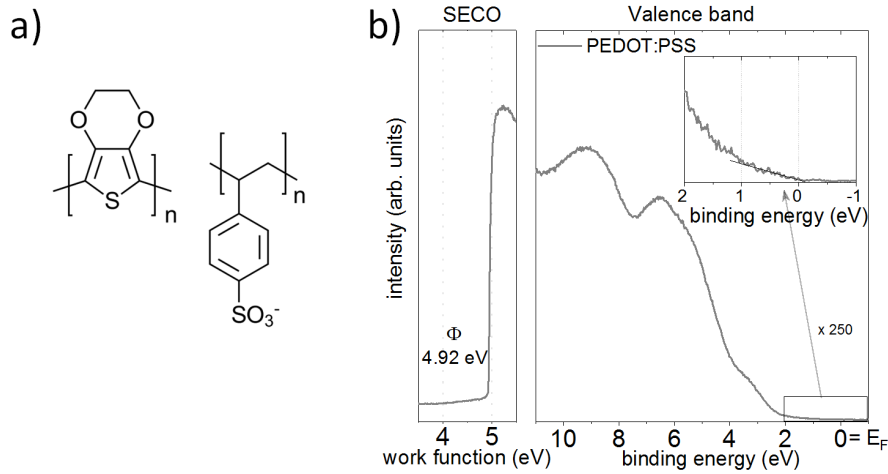 a)
O
O
S
n
n
SO₃⁻
b)
SECO
Valence band
PEDOT:PSS
intensity (arb. units)
Φ
4.92 eV
4 5
work function (eV)
2 1 0 -1
binding energy (eV)
x 250
10 8 6 4 2 0= E_F
binding energy (eV)